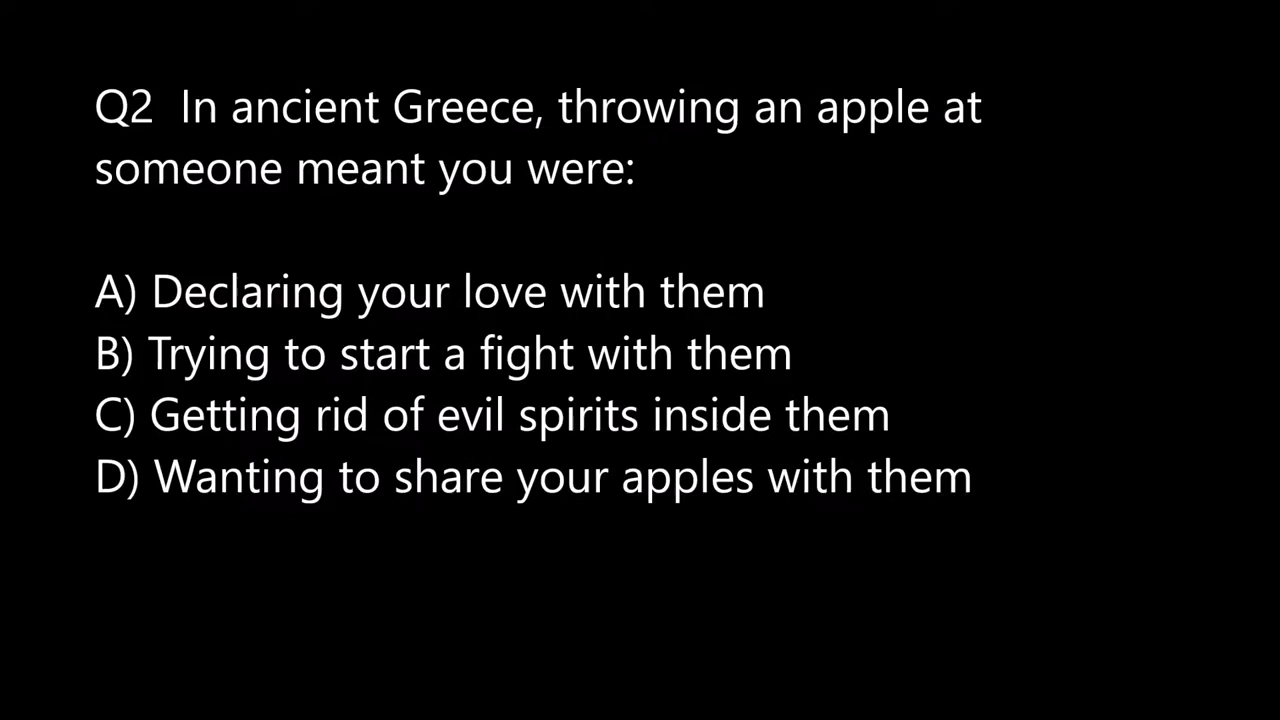 Q2  In ancient Greece, throwing an apple at
someone meant you were:
A) Declaring your love with them
B) Trying to start a fight with them
C) Getting rid of evil spirits inside them
D) Wanting to share your apples with them